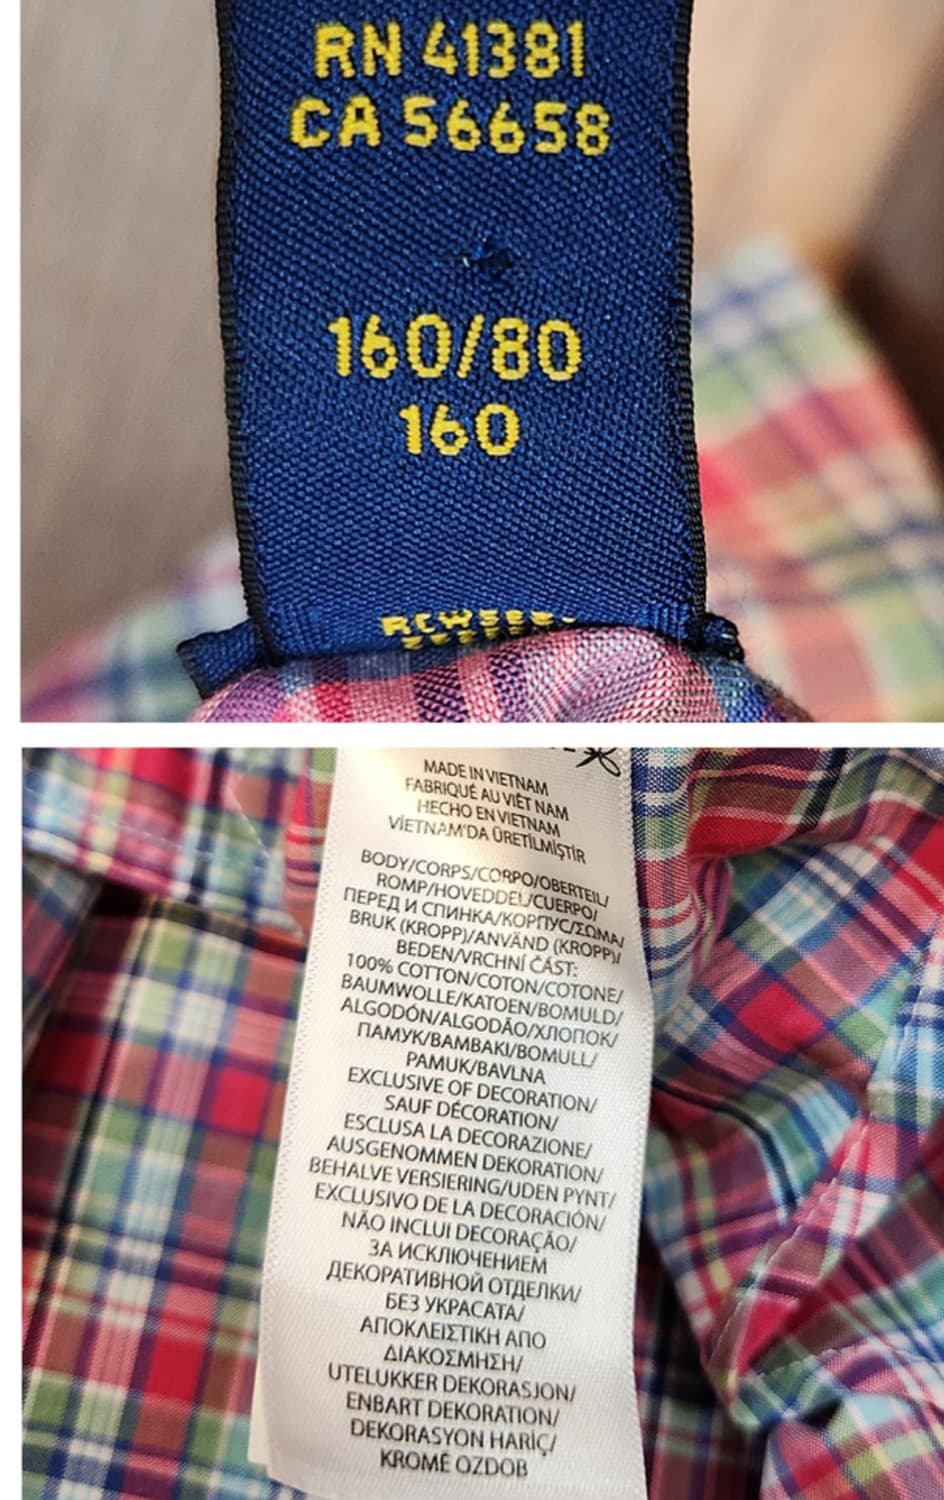 RN 41381
CA 56658
160/80
160
MADE IN VIETNAM
FABRIQUÉ AU VIÊT NAM
HECHO EN VIETNAM
VİETNAM'DA ÜRETİLMİŞTİR
BODY/CORPS/CORPO/OBERTEIL/
ROMP/HOVEDDEL/CUERPO/
ПЕРЕД И СПИНКА/КОРПУС/ΣΩΜΑ/
BRUK (KROPP)/ANVÄND (KROPP)/
BEDEN/VRCHNÍ ČÁST:
100% COTTON/COTON/COTONE/
BAUMWOLLE/KATOEN/BOMULD/
ALGODÓN/ALGODÃO/ХЛОПОК/
ПАМУК/BAMBAKI/BOMULL/
PAMUK/BAVLNA
EXCLUSIVE OF DECORATION/
SAUF DÉCORATION/
ESCLUSA LA DECORAZIONE/
AUSGENOMMEN DEKORATION/
BEHALVE VERSIERING/UDEN PYNT/
EXCLUSIVO DE LA DECORACIÓN/
NÃO INCLUI DECORAÇÃO/
ЗА ИСКЛЮЧЕНИЕМ
ДЕКОРАТИВНОЙ ОТДЕЛКИ/
БЕЗ УКРАСАТА/
ΑΠΟΚΛΕΙΣΤΙΚΗ ΑΠΟ
ΔΙΑΚΟΣΜΗΣΗ/
UTELUKKER DEKORASJON/
ENBART DEKORATION/
DEKORASYON HARİÇ/
KROMĚ OZDOB